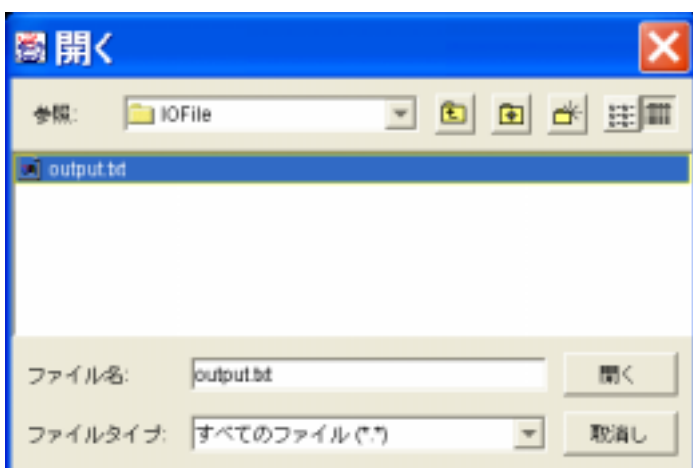 開く
参照: IOFile
output.txt
ファイル名: output.txt 開く
ファイルタイプ: すべてのファイル (*.*) 取消し